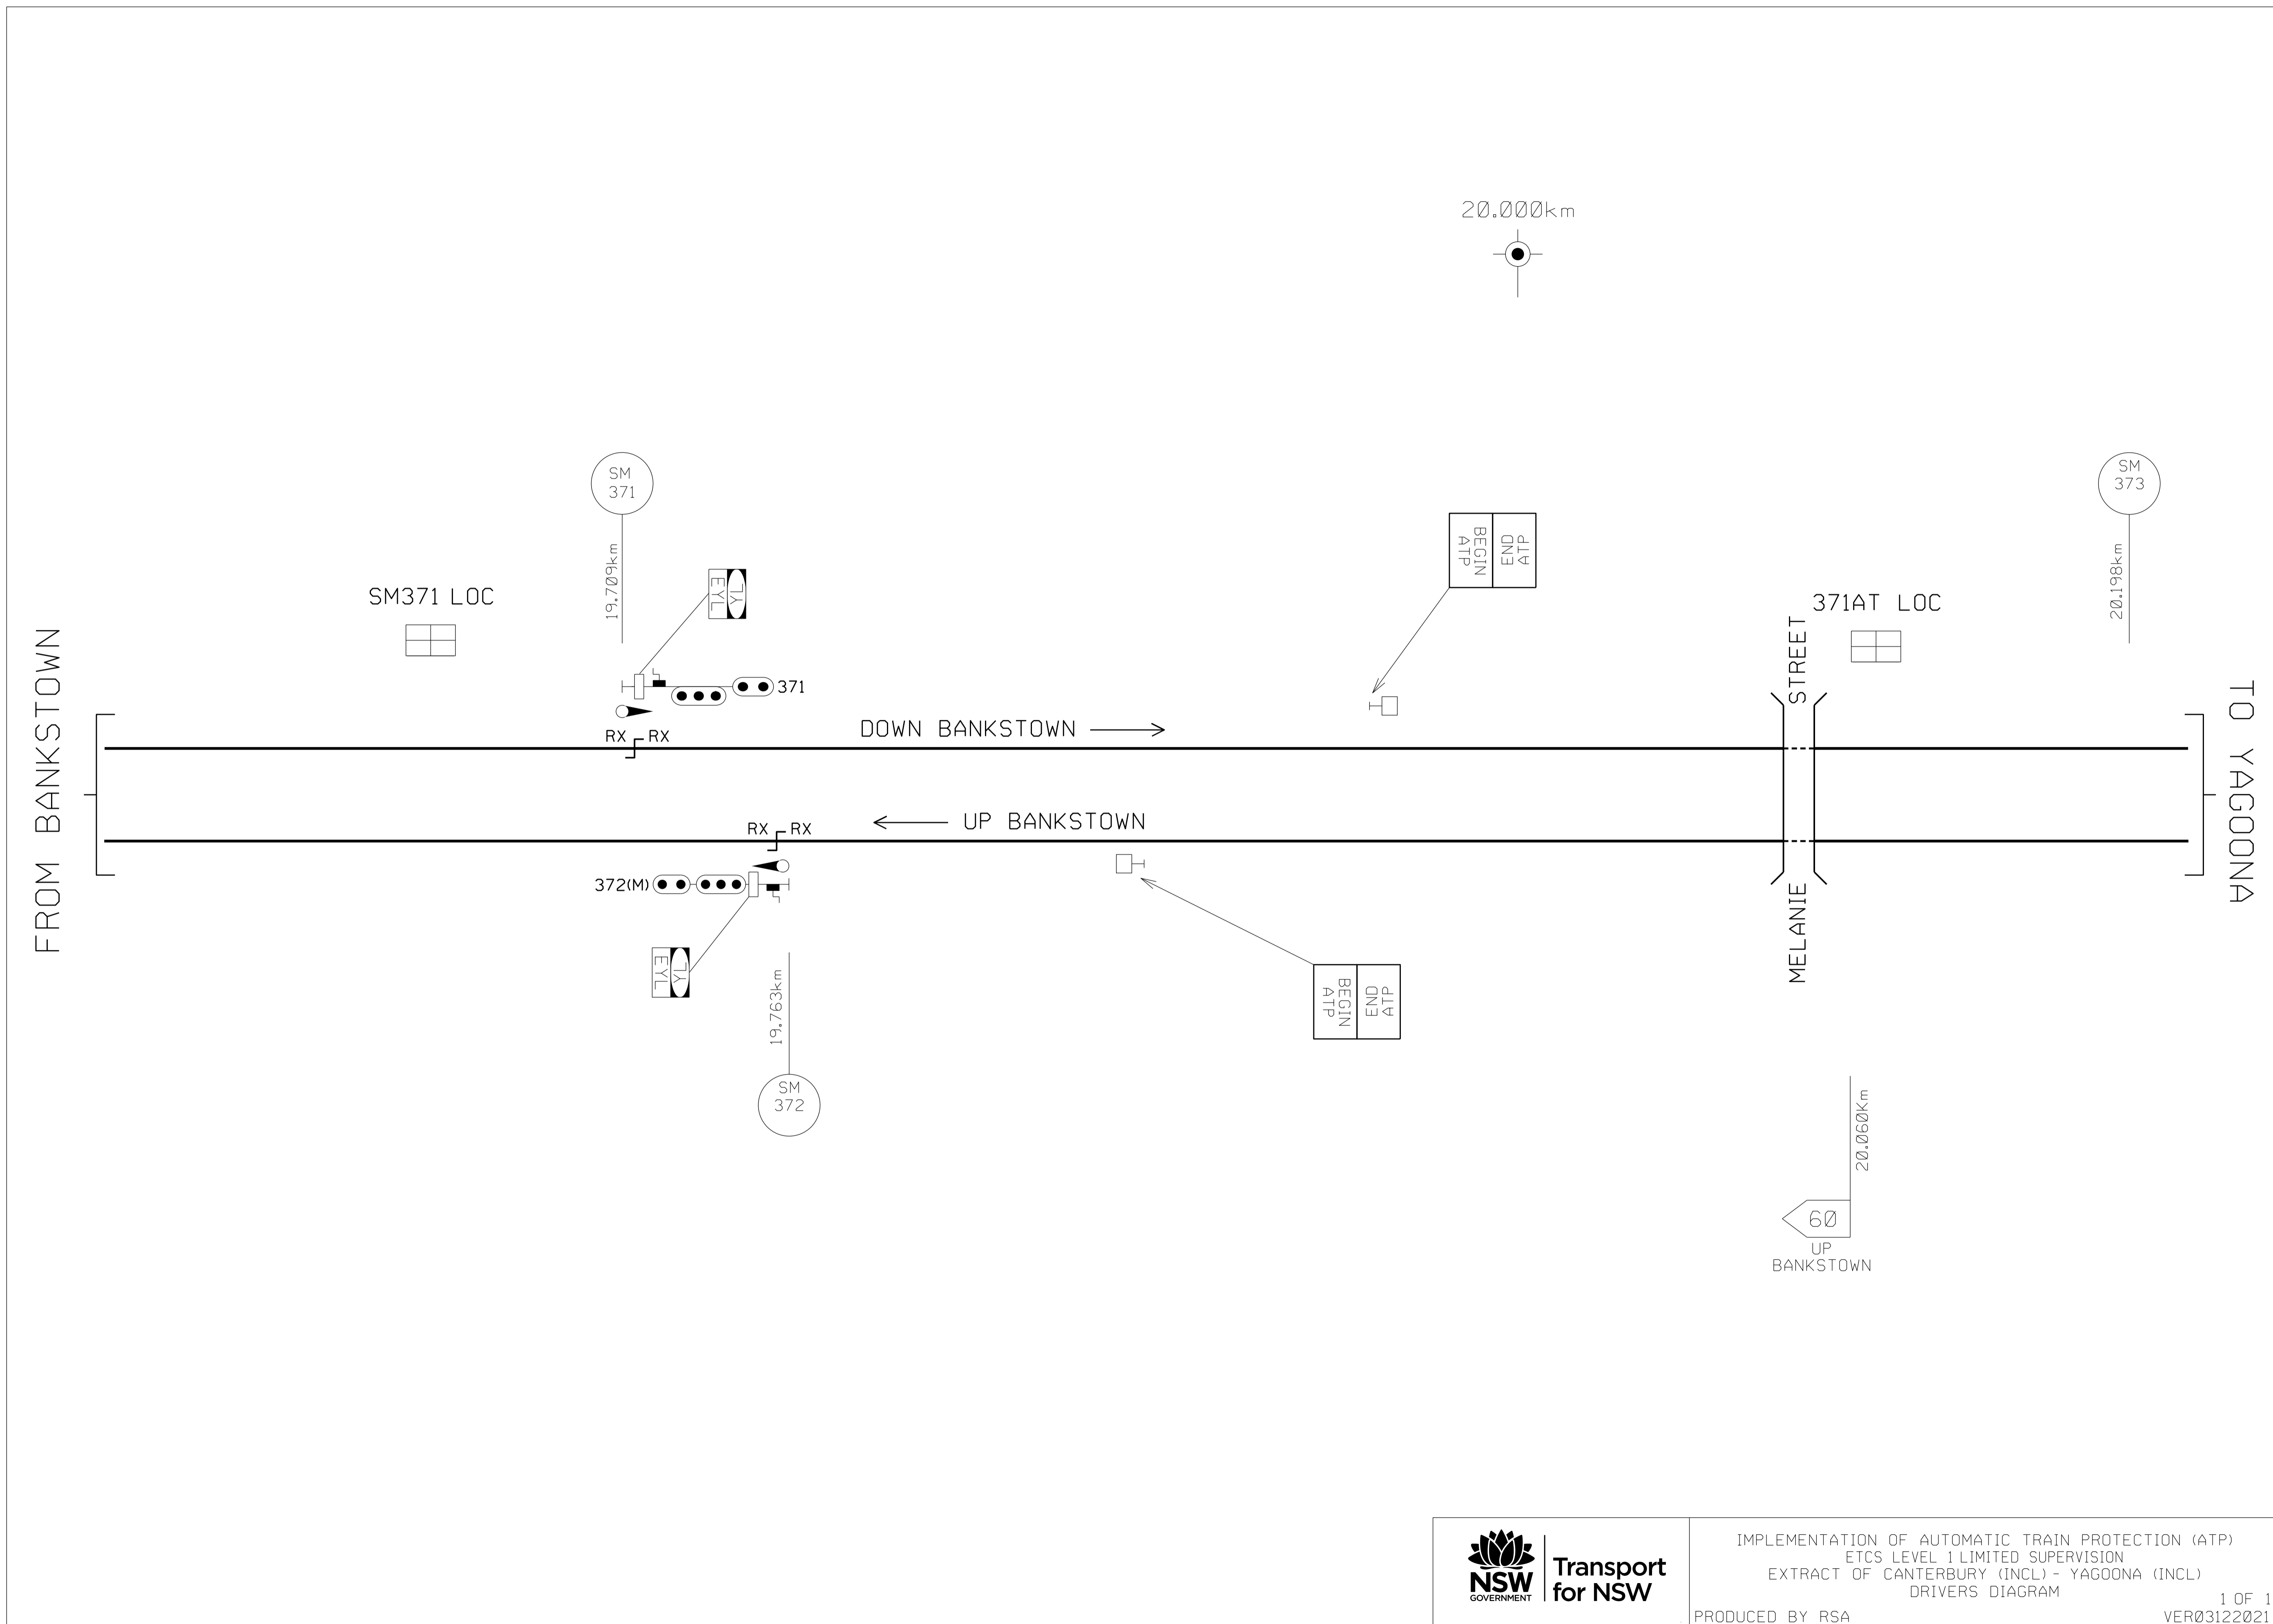 20.000km
SM
371
19.709km
SM371 LOC
YL
EYL
BEGIN
ATP
END
ATP
SM
373
20.198km
371AT LOC
371
RX
RX
DOWN BANKSTOWN
MELANIE STREET
FROM BANKSTOWN
TO YAGOONA
RX
RX
UP BANKSTOWN
372(M)
YL
EYL
19.763km
SM
372
BEGIN
ATP
END
ATP
20.060Km
60
UP
BANKSTOWN
NSW
GOVERNMENT
Transport
for NSW
IMPLEMENTATION OF AUTOMATIC TRAIN PROTECTION (ATP)
ETCS LEVEL 1 LIMITED SUPERVISION
EXTRACT OF CANTERBURY (INCL) - YAGOONA (INCL)
DRIVERS DIAGRAM
1 OF 1
PRODUCED BY RSA
VER03122021